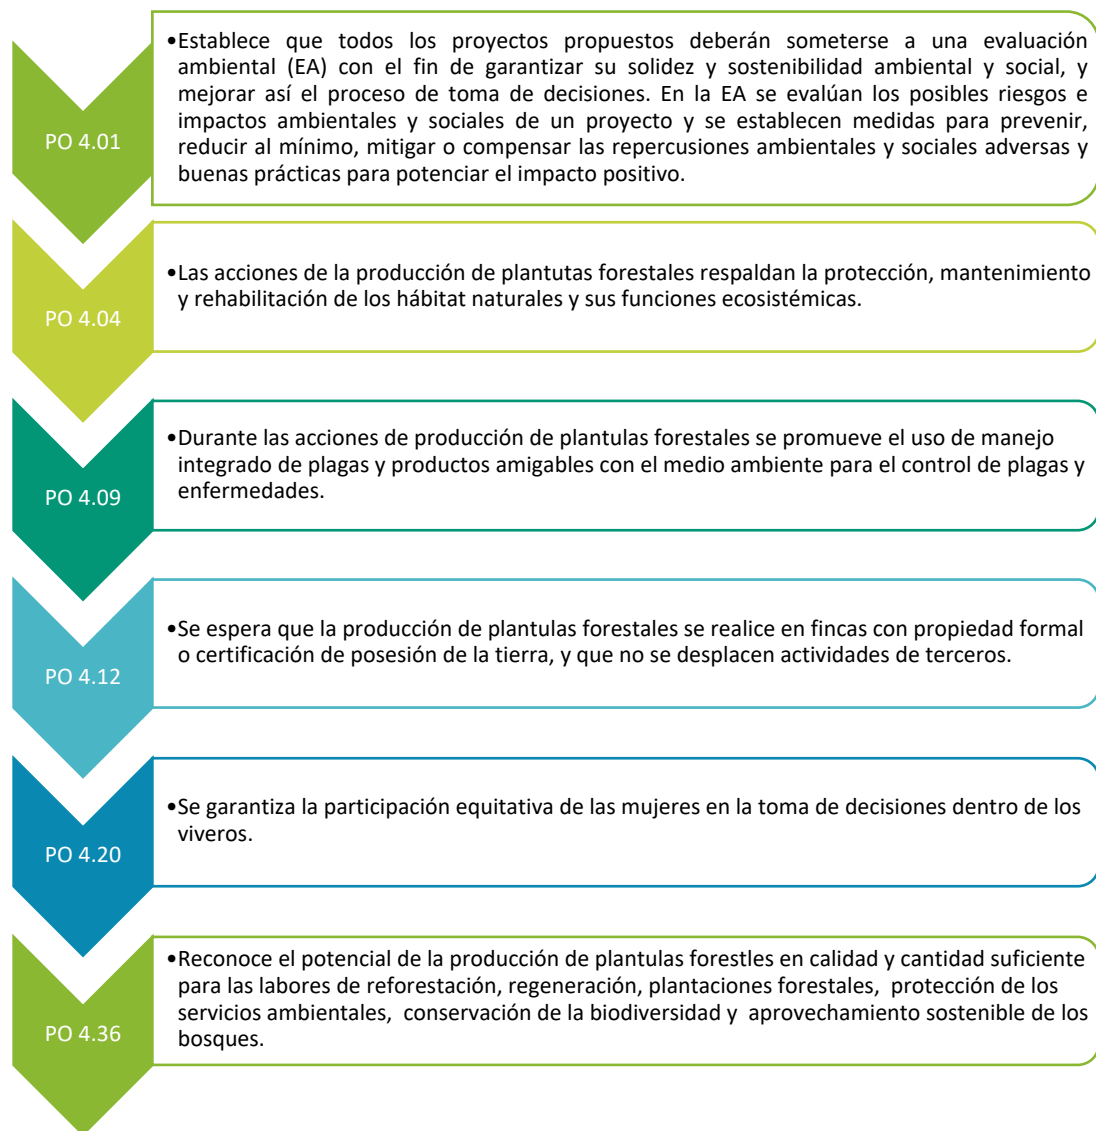 PO 4.01
•Establece que todos los proyectos propuestos deberán someterse a una evaluación
ambiental (EA) con el fin de garantizar su solidez y sostenibilidad ambiental y social, y
mejorar así el proceso de toma de decisiones. En la EA se evalúan los posibles riesgos e
impactos ambientales y sociales de un proyecto y se establecen medidas para prevenir,
reducir al mínimo, mitigar o compensar las repercusiones ambientales y sociales adversas y
buenas prácticas para potenciar el impacto positivo.
PO 4.04
•Las acciones de la producción de plantutas forestales respaldan la protección, mantenimiento
y rehabilitación de los hábitat naturales y sus funciones ecosistémicas.
PO 4.09
•Durante las acciones de producción de plantulas forestales se promueve el uso de manejo
integrado de plagas y productos amigables con el medio ambiente para el control de plagas y
enfermedades.
PO 4.12
•Se espera que la producción de plantulas forestales se realice en fincas con propiedad formal
o certificación de posesión de la tierra, y que no se desplacen actividades de terceros.
PO 4.20
•Se garantiza la participación equitativa de las mujeres en la toma de decisiones dentro de los
viveros.
PO 4.36
•Reconoce el potencial de la producción de plantulas forestles en calidad y cantidad suficiente
para las labores de reforestación, regeneración, plantaciones forestales, protección de los
servicios ambientales, conservación de la biodiversidad y aprovechamiento sostenible de los
bosques.